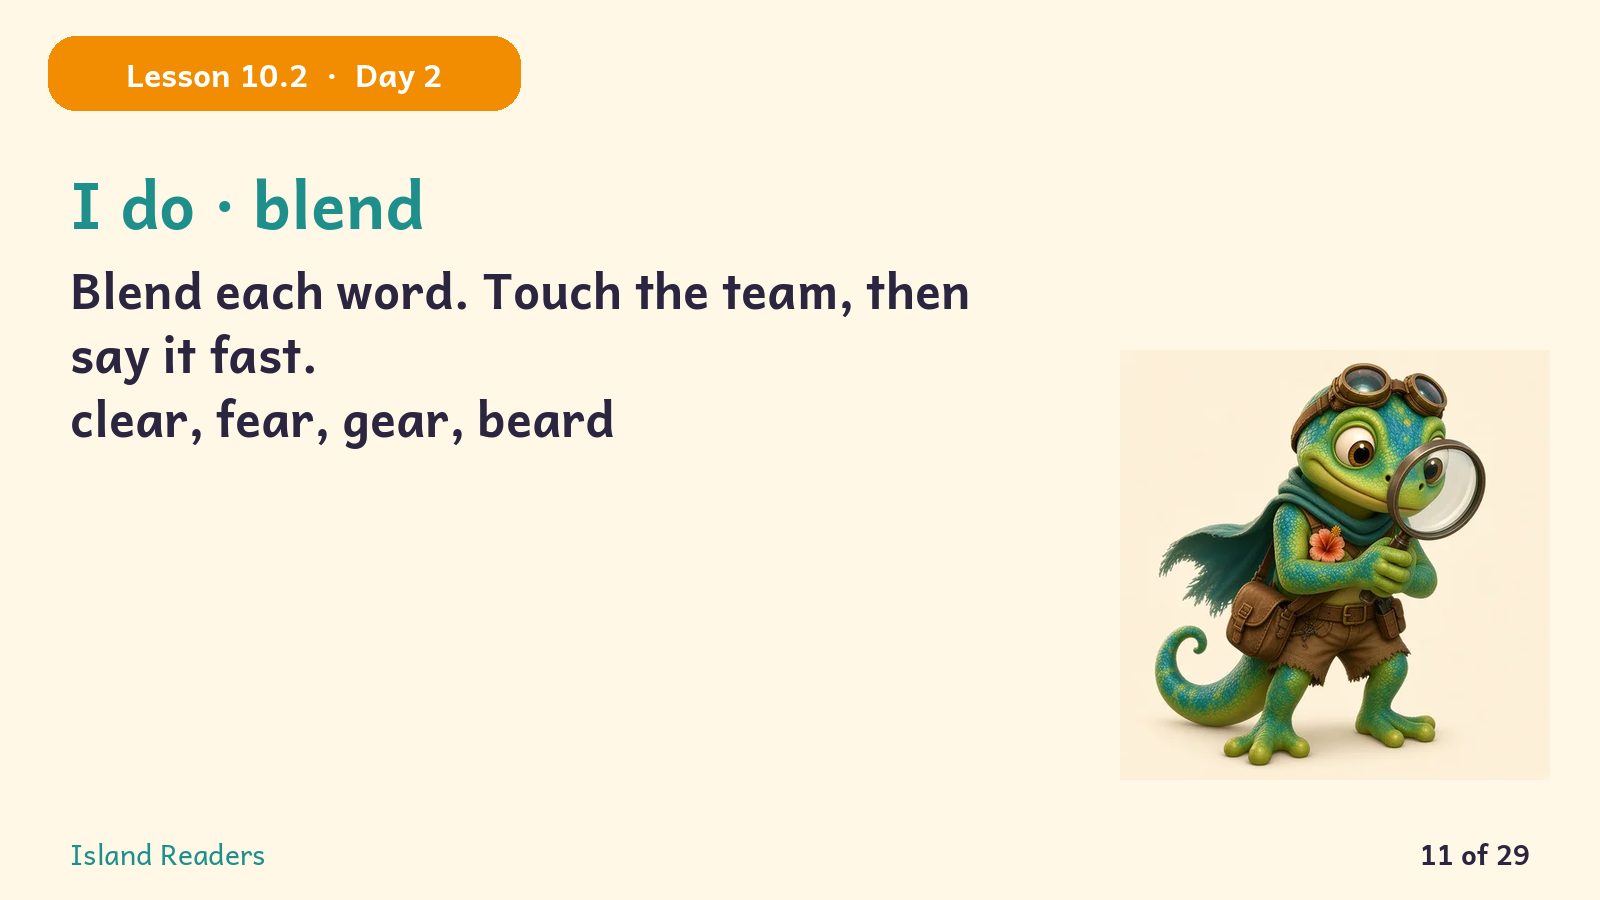 Lesson 10.2 · Day 2
I do · blend
Blend each word. Touch the team, then
say it fast.
clear, fear, gear, beard
Island Readers
11 of 29